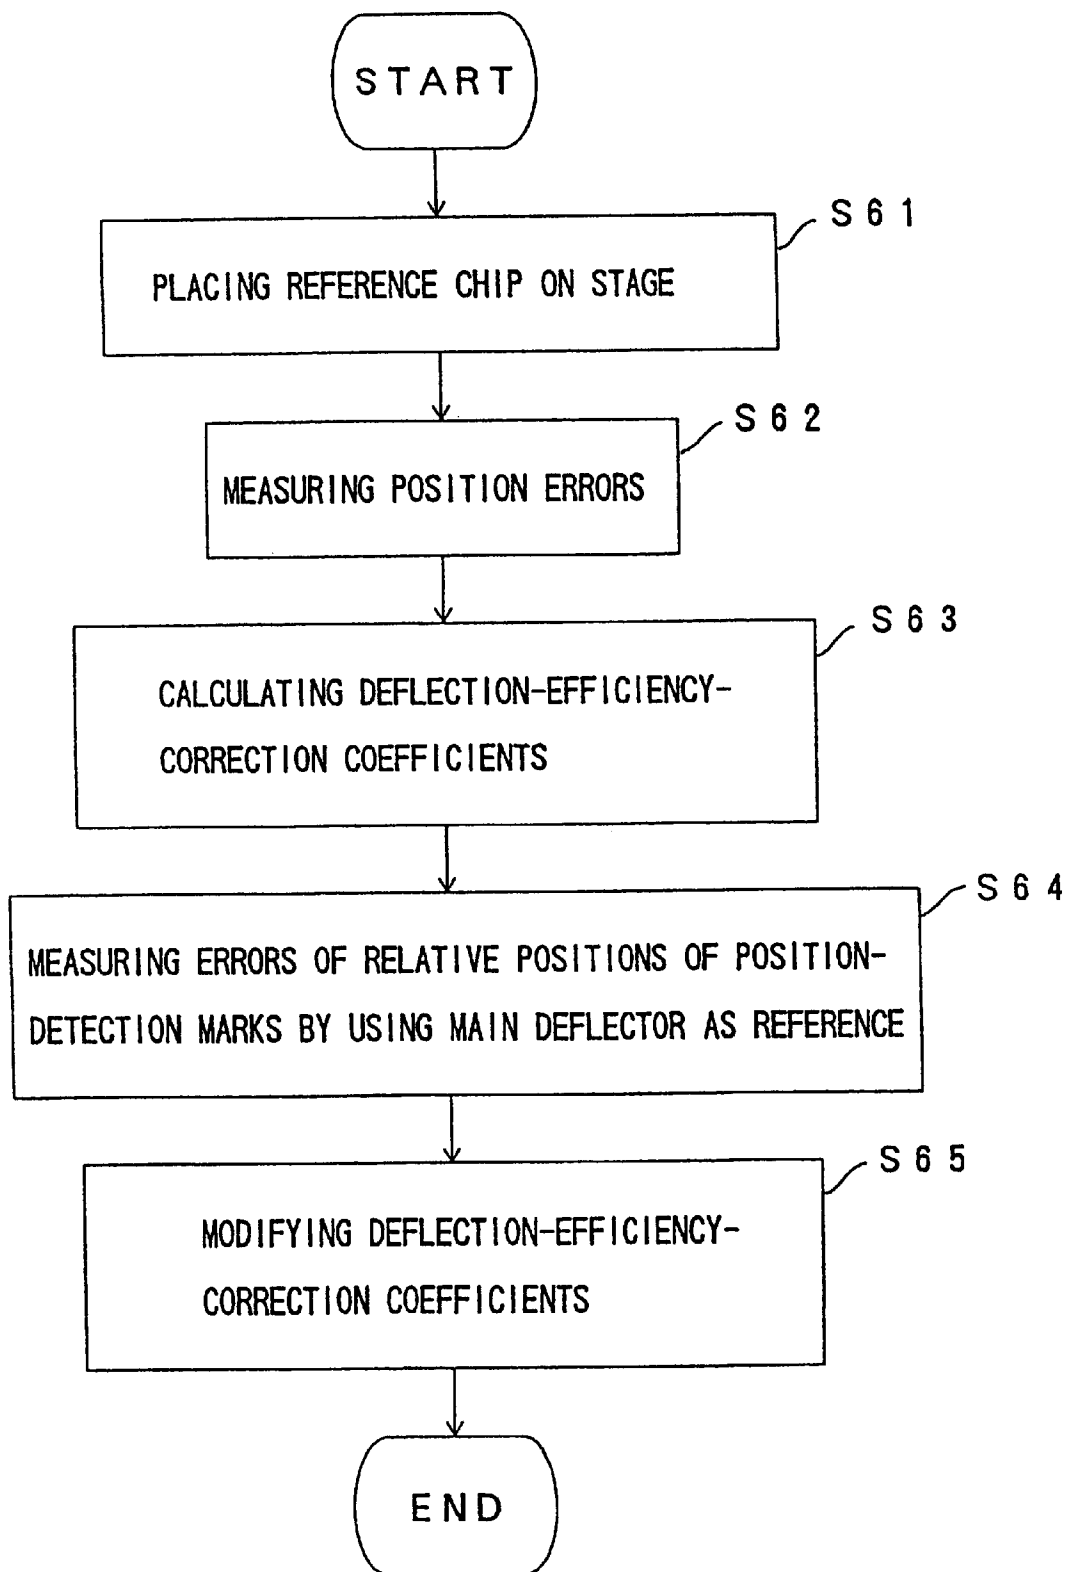 START
S61
PLACING REFERENCE CHIP ON STAGE
S62
MEASURING POSITION ERRORS
S63
CALCULATING DEFLECTION-EFFICIENCY-
CORRECTION COEFFICIENTS
S64
MEASURING ERRORS OF RELATIVE POSITIONS OF POSITION-
DETECTION MARKS BY USING MAIN DEFLECTOR AS REFERENCE
S65
MODIFYING DEFLECTION-EFFICIENCY-
CORRECTION COEFFICIENTS
END